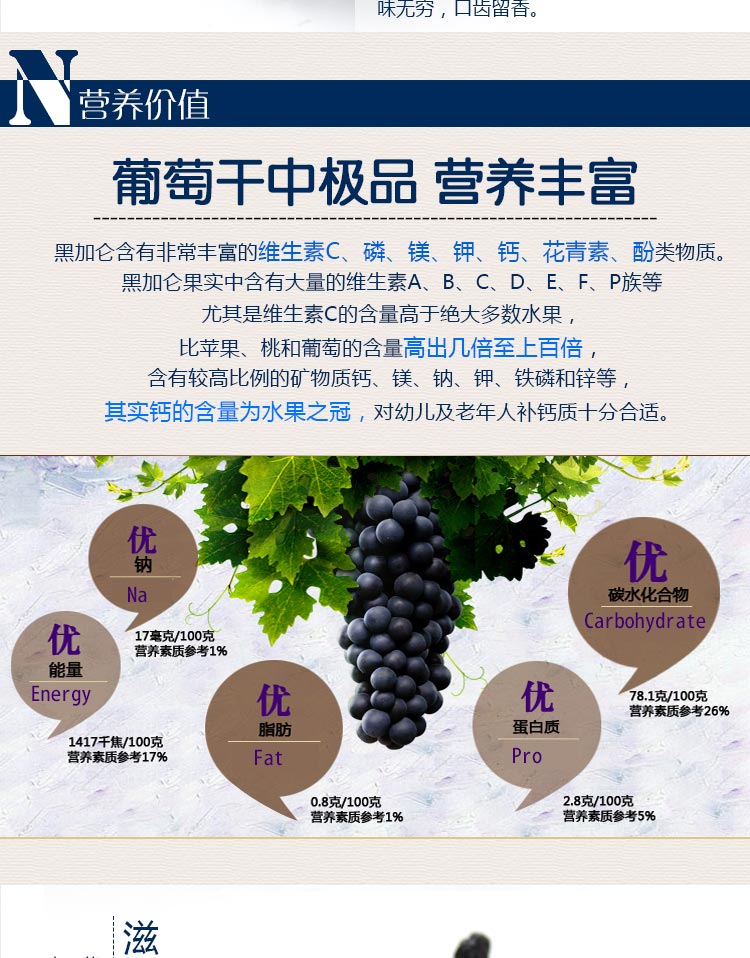 味无穷，口齿留香。
N 营养价值
葡萄干中极品 营养丰富
黑加仑含有非常丰富的维生素C、磷、镁、钾、钙、花青素、酚类物质。
黑加仑果实中含有大量的维生素A、B、C、D、E、F、P族等
尤其是维生素C的含量高于绝大多数水果，
比苹果、桃和葡萄的含量高出几倍至上百倍，
含有较高比例的矿物质钙、镁、钠、钾、铁磷和锌等，
其实钙的含量为水果之冠，对幼儿及老年人补钙质十分合适。
优
钠
Na
17毫克/100克
营养素质参考1%
优
碳水化合物
Carbohydrate
78.1克/100克
营养素质参考26%
优
能量
Energy
1417千焦/100克
营养素质参考17%
优
脂肪
Fat
0.8克/100克
营养素质参考1%
优
蛋白质
Pro
2.8克/100克
营养素质参考5%
滋